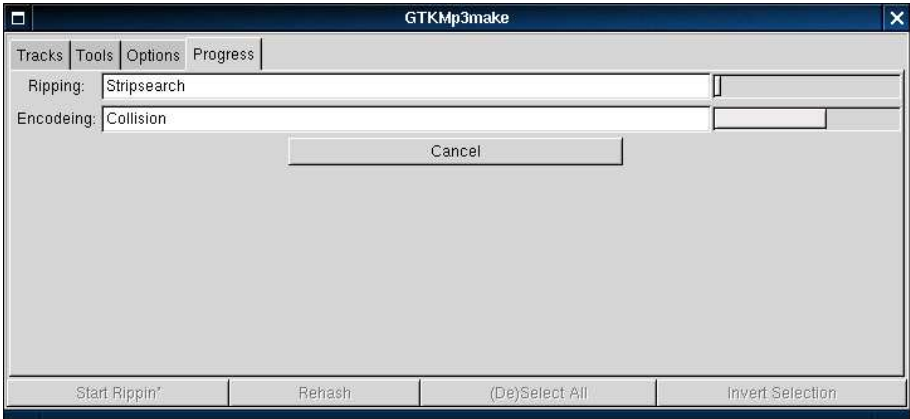 GTKMp3make
Tracks Tools Options Progress
Ripping: Stripsearch
Encodeing: Collision
Cancel
Start Rippin' Rehash (De)Select All Invert Selection